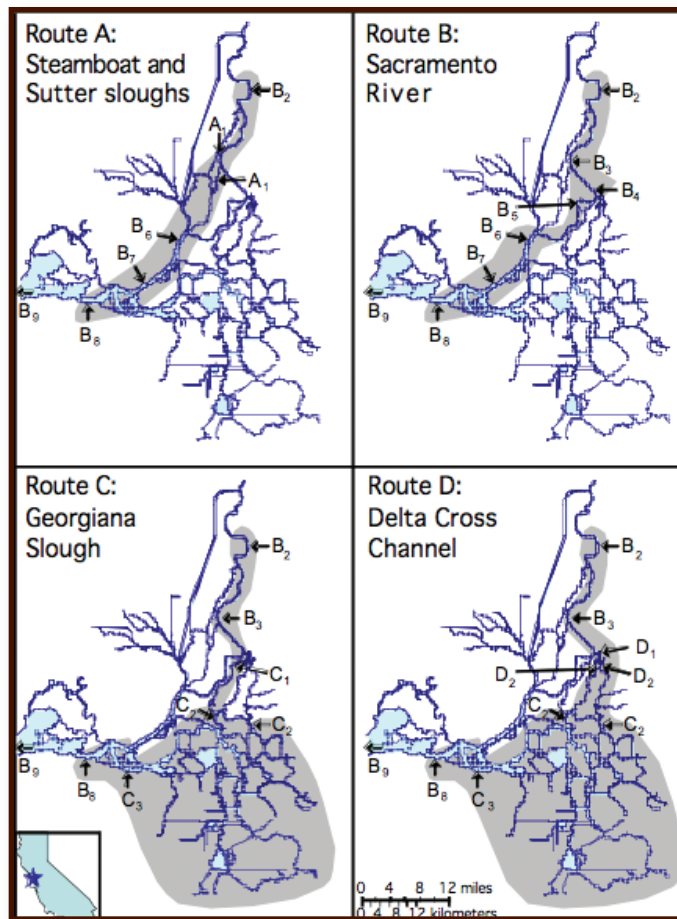 Route A:
Steamboat and
Sutter sloughs
B2
A1
A1
B6
B7
B9
B8
Route B:
Sacramento
River
B2
B3
B4
B5
B6
B7
B9
B8
Route C:
Georgiana
Slough
B2
B3
C1
C2
C2
B9
B8
C3
Route D:
Delta Cross
Channel
B2
B3
D1
D2
D2
C2
C2
B9
B8
C3
0 4 8 12 miles
0 4 8 12 kilometers